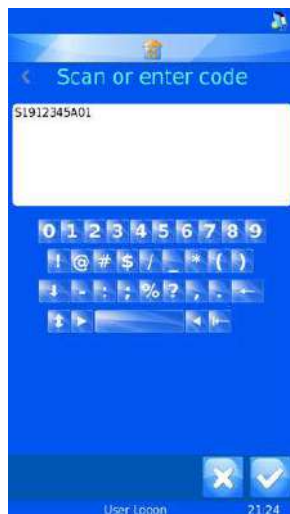 Scan or enter code
S1912345A01
0 1 2 3 4 5 6 7 8 9
! @ # $ / _ * ( )
- : ; % ? , .
User Logon 21:24